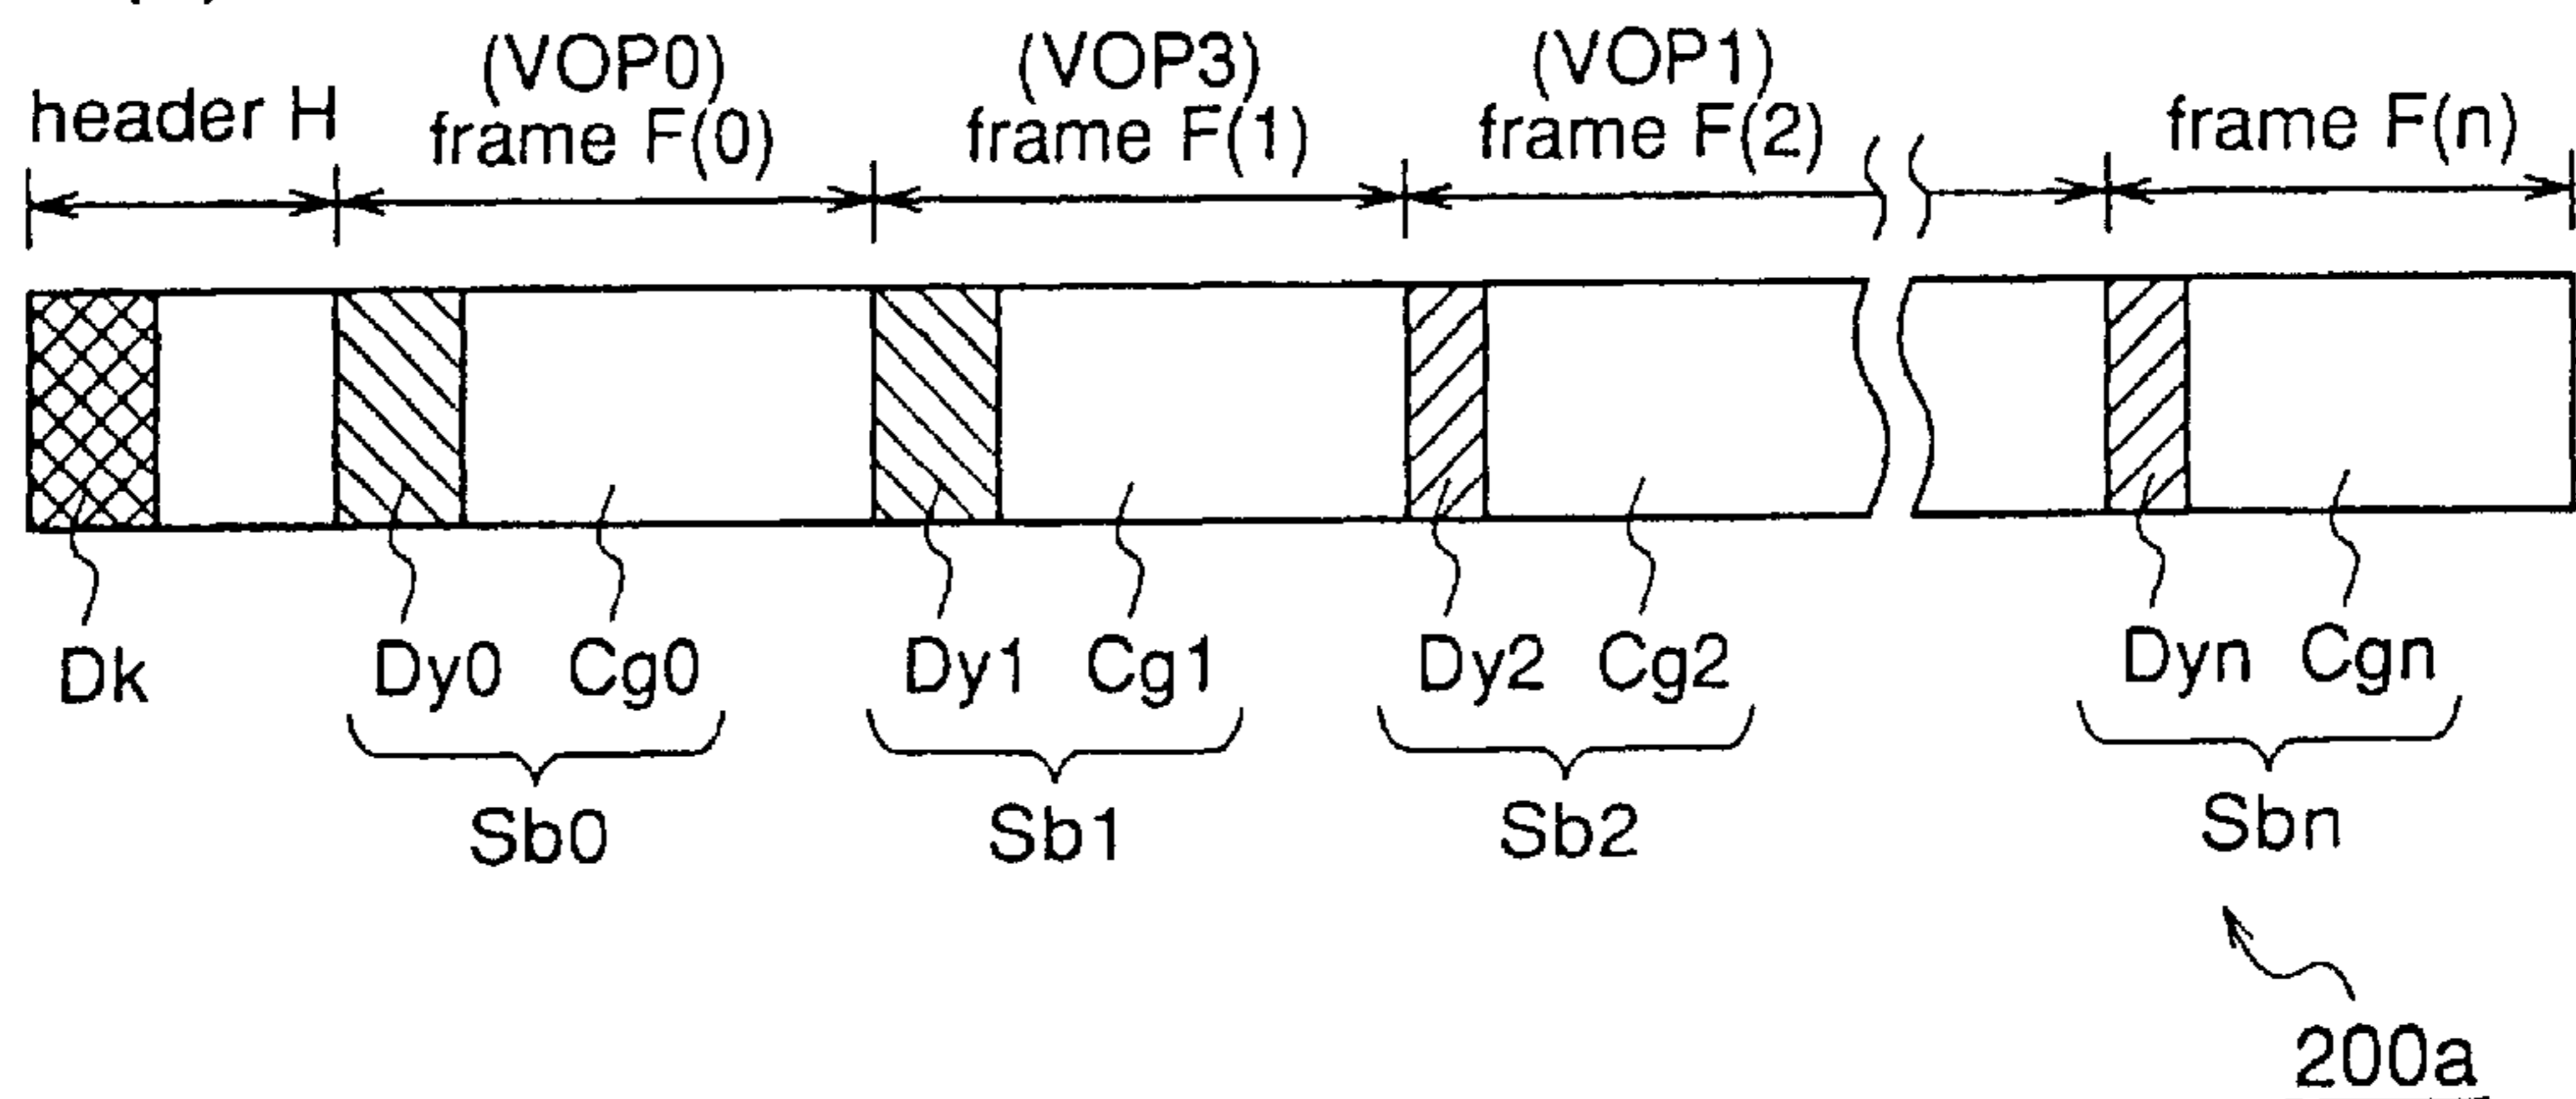 (VOP0) (VOP3) (VOP1)
header H frame F(0) frame F(1) frame F(2) frame F(n)
Dk Dy0 Cg0 Dy1 Cg1 Dy2 Cg2 Dyn Cgn
Sb0 Sb1 Sb2 Sbn
200a